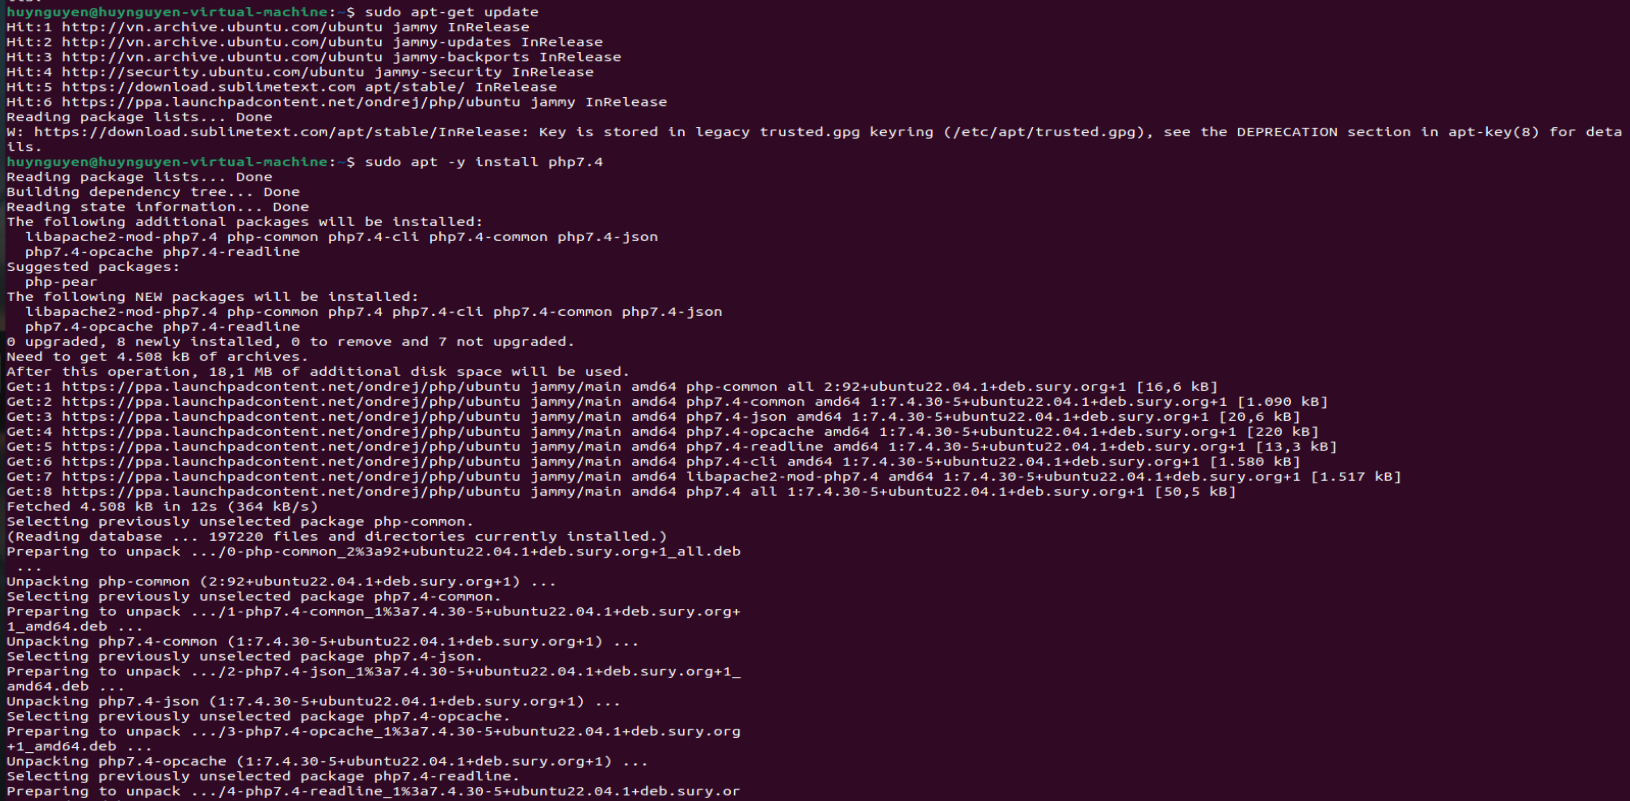 huynguyen@huynguyen-virtual-machine:~$ sudo apt-get update
Hit:1 http://vn.archive.ubuntu.com/ubuntu jammy InRelease
Hit:2 http://vn.archive.ubuntu.com/ubuntu jammy-updates InRelease
Hit:3 http://vn.archive.ubuntu.com/ubuntu jammy-backports InRelease
Hit:4 http://security.ubuntu.com/ubuntu jammy-security InRelease
Hit:5 https://download.sublimetext.com apt/stable/ InRelease
Hit:6 https://ppa.launchpadcontent.net/ondrej/php/ubuntu jammy InRelease
Reading package lists... Done
W: https://download.sublimetext.com/apt/stable/InRelease: Key is stored in legacy trusted.gpg keyring (/etc/apt/trusted.gpg), see the DEPRECATION section in apt-key(8) for deta
ils.
huynguyen@huynguyen-virtual-machine:~$ sudo apt -y install php7.4
Reading package lists... Done
Building dependency tree... Done
Reading state information... Done
The following additional packages will be installed:
  libapache2-mod-php7.4 php-common php7.4-cli php7.4-common php7.4-json
  php7.4-opcache php7.4-readline
Suggested packages:
  php-pear
The following NEW packages will be installed:
  libapache2-mod-php7.4 php-common php7.4 php7.4-cli php7.4-common php7.4-json
  php7.4-opcache php7.4-readline
0 upgraded, 8 newly installed, 0 to remove and 7 not upgraded.
Need to get 4.508 kB of archives.
After this operation, 18,1 MB of additional disk space will be used.
Get:1 https://ppa.launchpadcontent.net/ondrej/php/ubuntu jammy/main amd64 php-common all 2:92+ubuntu22.04.1+deb.sury.org+1 [16,6 kB]
Get:2 https://ppa.launchpadcontent.net/ondrej/php/ubuntu jammy/main amd64 php7.4-common amd64 1:7.4.30-5+ubuntu22.04.1+deb.sury.org+1 [1.090 kB]
Get:3 https://ppa.launchpadcontent.net/ondrej/php/ubuntu jammy/main amd64 php7.4-json amd64 1:7.4.30-5+ubuntu22.04.1+deb.sury.org+1 [20,6 kB]
Get:4 https://ppa.launchpadcontent.net/ondrej/php/ubuntu jammy/main amd64 php7.4-opcache amd64 1:7.4.30-5+ubuntu22.04.1+deb.sury.org+1 [220 kB]
Get:5 https://ppa.launchpadcontent.net/ondrej/php/ubuntu jammy/main amd64 php7.4-readline amd64 1:7.4.30-5+ubuntu22.04.1+deb.sury.org+1 [13,3 kB]
Get:6 https://ppa.launchpadcontent.net/ondrej/php/ubuntu jammy/main amd64 php7.4-cli amd64 1:7.4.30-5+ubuntu22.04.1+deb.sury.org+1 [1.580 kB]
Get:7 https://ppa.launchpadcontent.net/ondrej/php/ubuntu jammy/main amd64 libapache2-mod-php7.4 amd64 1:7.4.30-5+ubuntu22.04.1+deb.sury.org+1 [1.517 kB]
Get:8 https://ppa.launchpadcontent.net/ondrej/php/ubuntu jammy/main amd64 php7.4 all 1:7.4.30-5+ubuntu22.04.1+deb.sury.org+1 [50,5 kB]
Fetched 4.508 kB in 12s (364 kB/s)
Selecting previously unselected package php-common.
(Reading database ... 197220 files and directories currently installed.)
Preparing to unpack .../0-php-common_2%3a92+ubuntu22.04.1+deb.sury.org+1_all.deb
 ...
Unpacking php-common (2:92+ubuntu22.04.1+deb.sury.org+1) ...
Selecting previously unselected package php7.4-common.
Preparing to unpack .../1-php7.4-common_1%3a7.4.30-5+ubuntu22.04.1+deb.sury.org+
1_amd64.deb ...
Unpacking php7.4-common (1:7.4.30-5+ubuntu22.04.1+deb.sury.org+1) ...
Selecting previously unselected package php7.4-json.
Preparing to unpack .../2-php7.4-json_1%3a7.4.30-5+ubuntu22.04.1+deb.sury.org+1_
amd64.deb ...
Unpacking php7.4-json (1:7.4.30-5+ubuntu22.04.1+deb.sury.org+1) ...
Selecting previously unselected package php7.4-opcache.
Preparing to unpack .../3-php7.4-opcache_1%3a7.4.30-5+ubuntu22.04.1+deb.sury.org
+1_amd64.deb ...
Unpacking php7.4-opcache (1:7.4.30-5+ubuntu22.04.1+deb.sury.org+1) ...
Selecting previously unselected package php7.4-readline.
Preparing to unpack .../4-php7.4-readline_1%3a7.4.30-5+ubuntu22.04.1+deb.sury.or